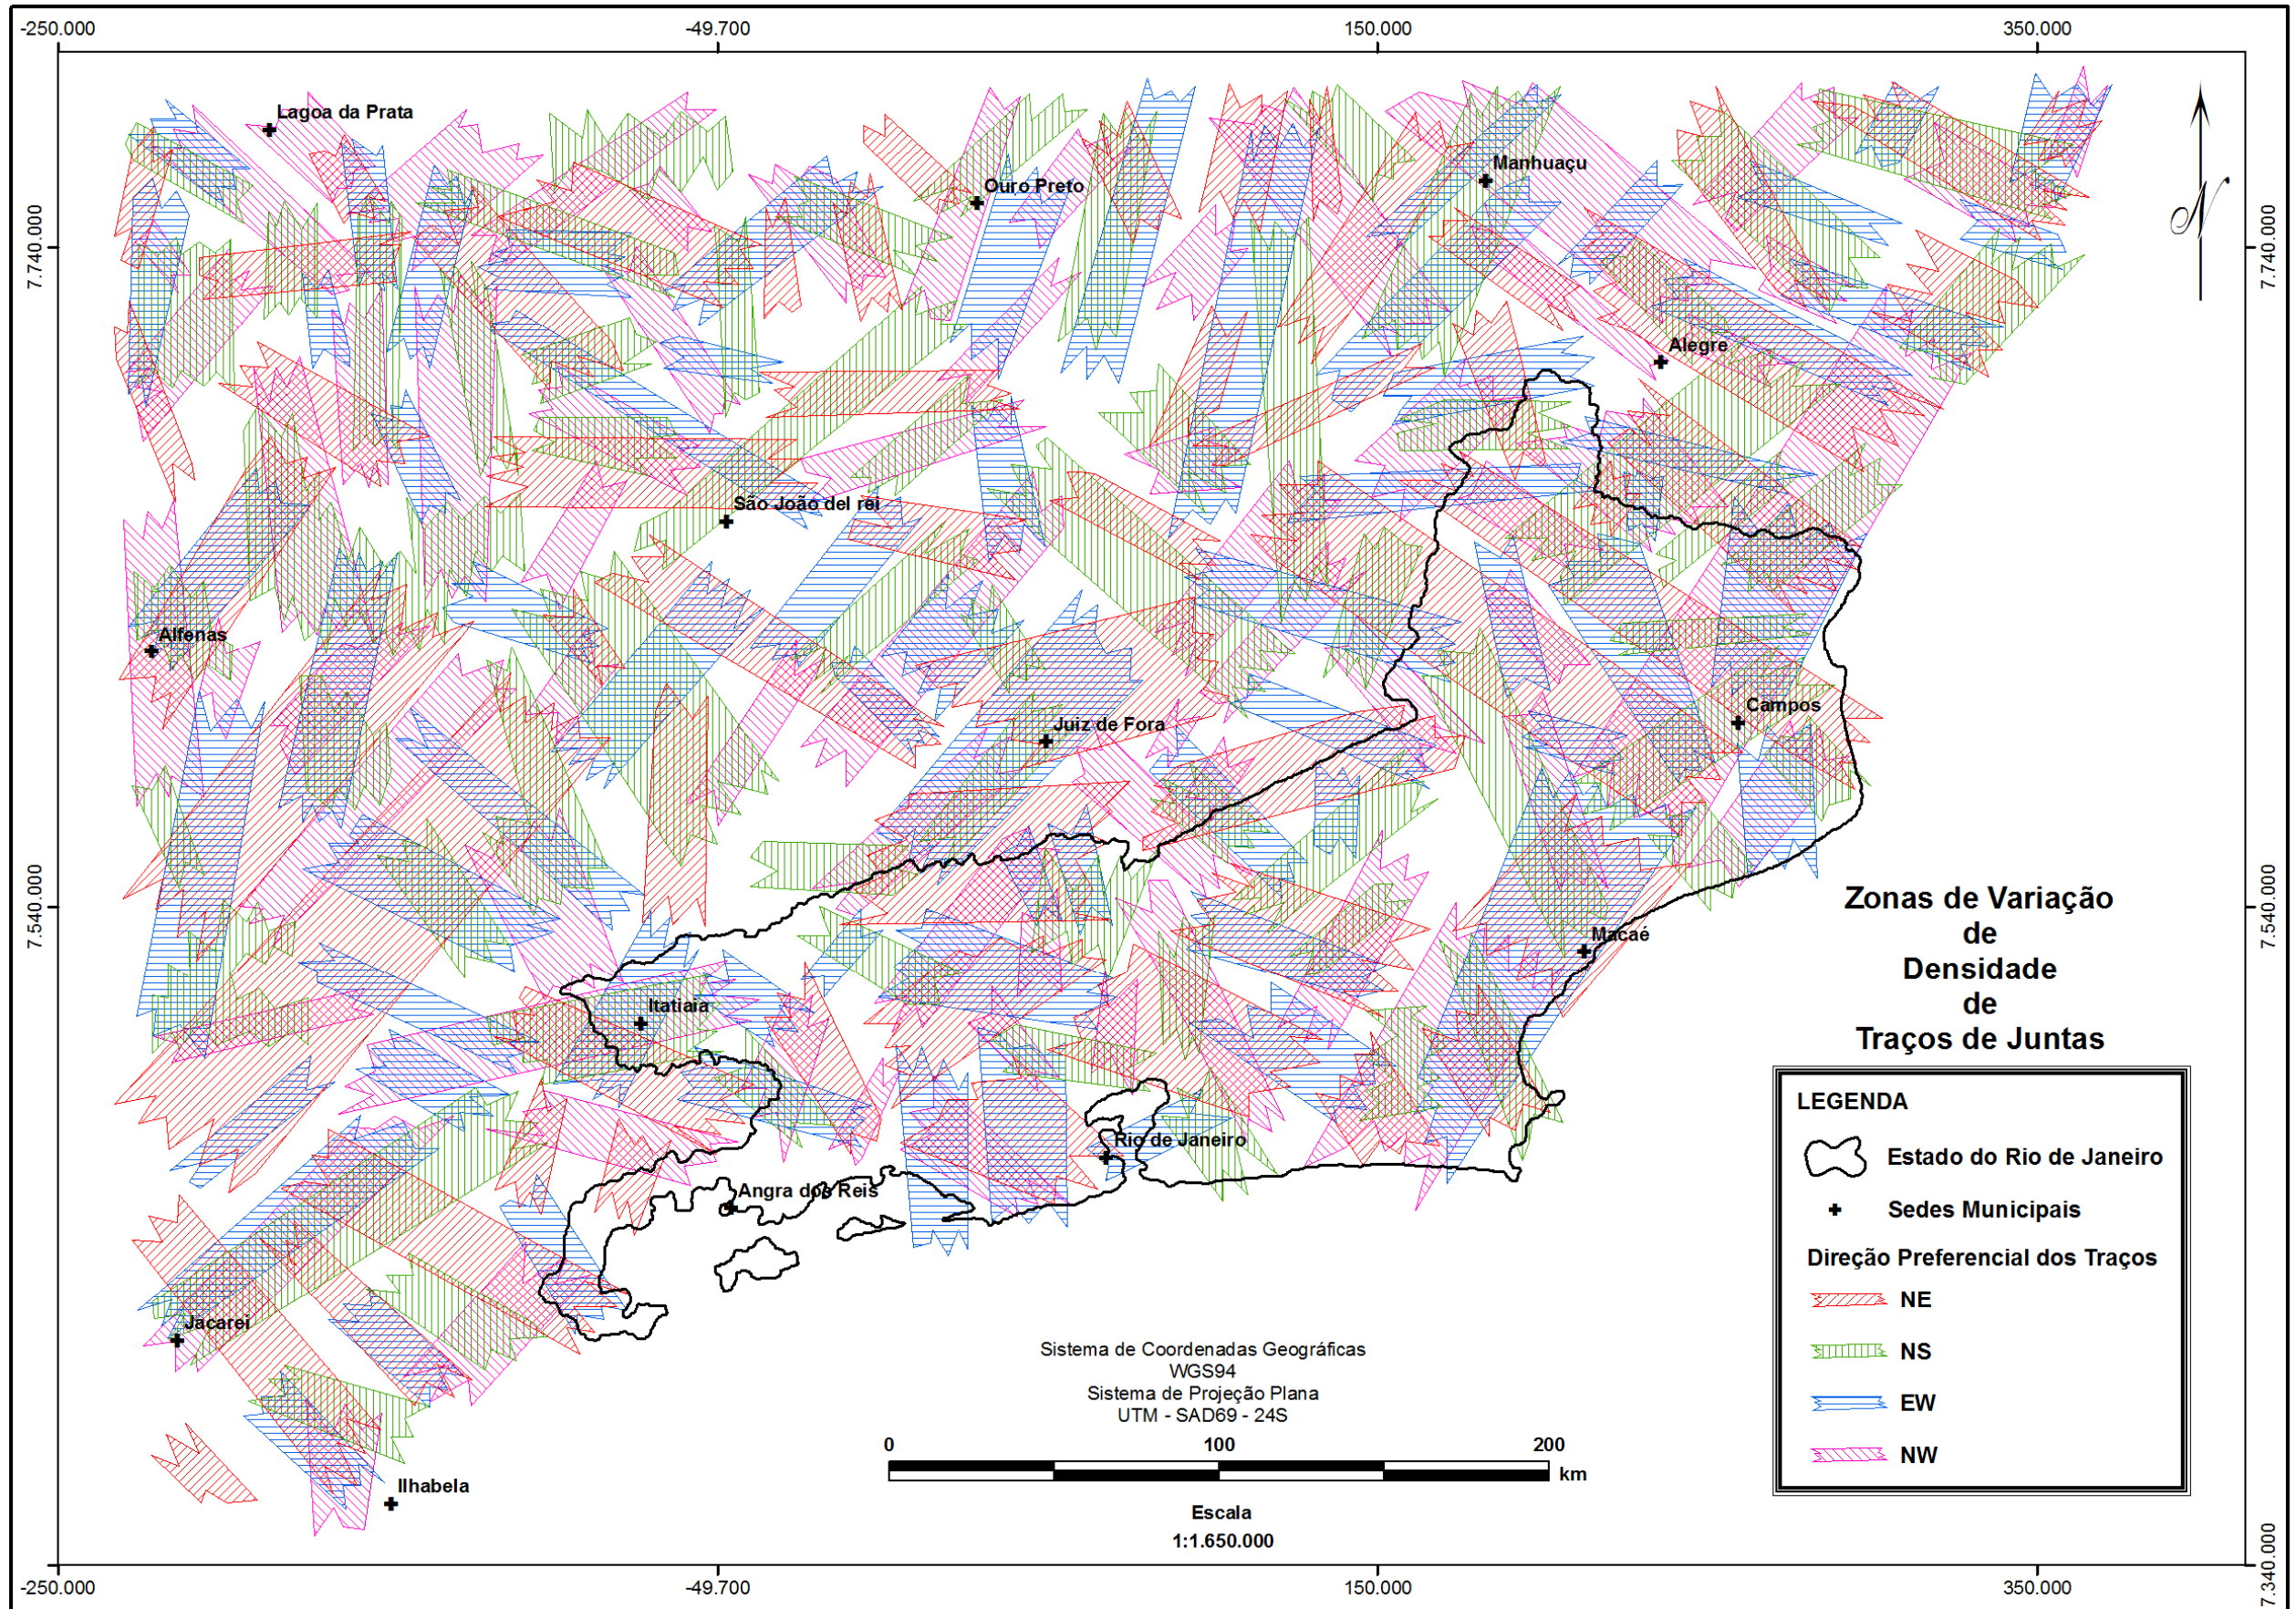 -250.000
-49.700
150.000
350.000
Lagoa da Prata
Manhuaçu
Ouro Preto
N
7.740.000
7.740.000
Alegre
São João del rei
Alfenas
Campos
Juiz de Fora
7.540.000
7.540.000
Macaé
Itatiaia
Rio de Janeiro
Angra dos Reis
Jacareí
Ilhabela
Zonas de Variação
de
Densidade
de
Traços de Juntas
LEGENDA
Estado do Rio de Janeiro
Sedes Municipais
Direção Preferencial dos Traços
NE
NS
EW
NW
Sistema de Coordenadas Geográficas
WGS94
Sistema de Projeção Plana
UTM - SAD69 - 24S
0
100
200
km
Escala
1:1.650.000
7.340.000
-250.000
-49.700
150.000
350.000